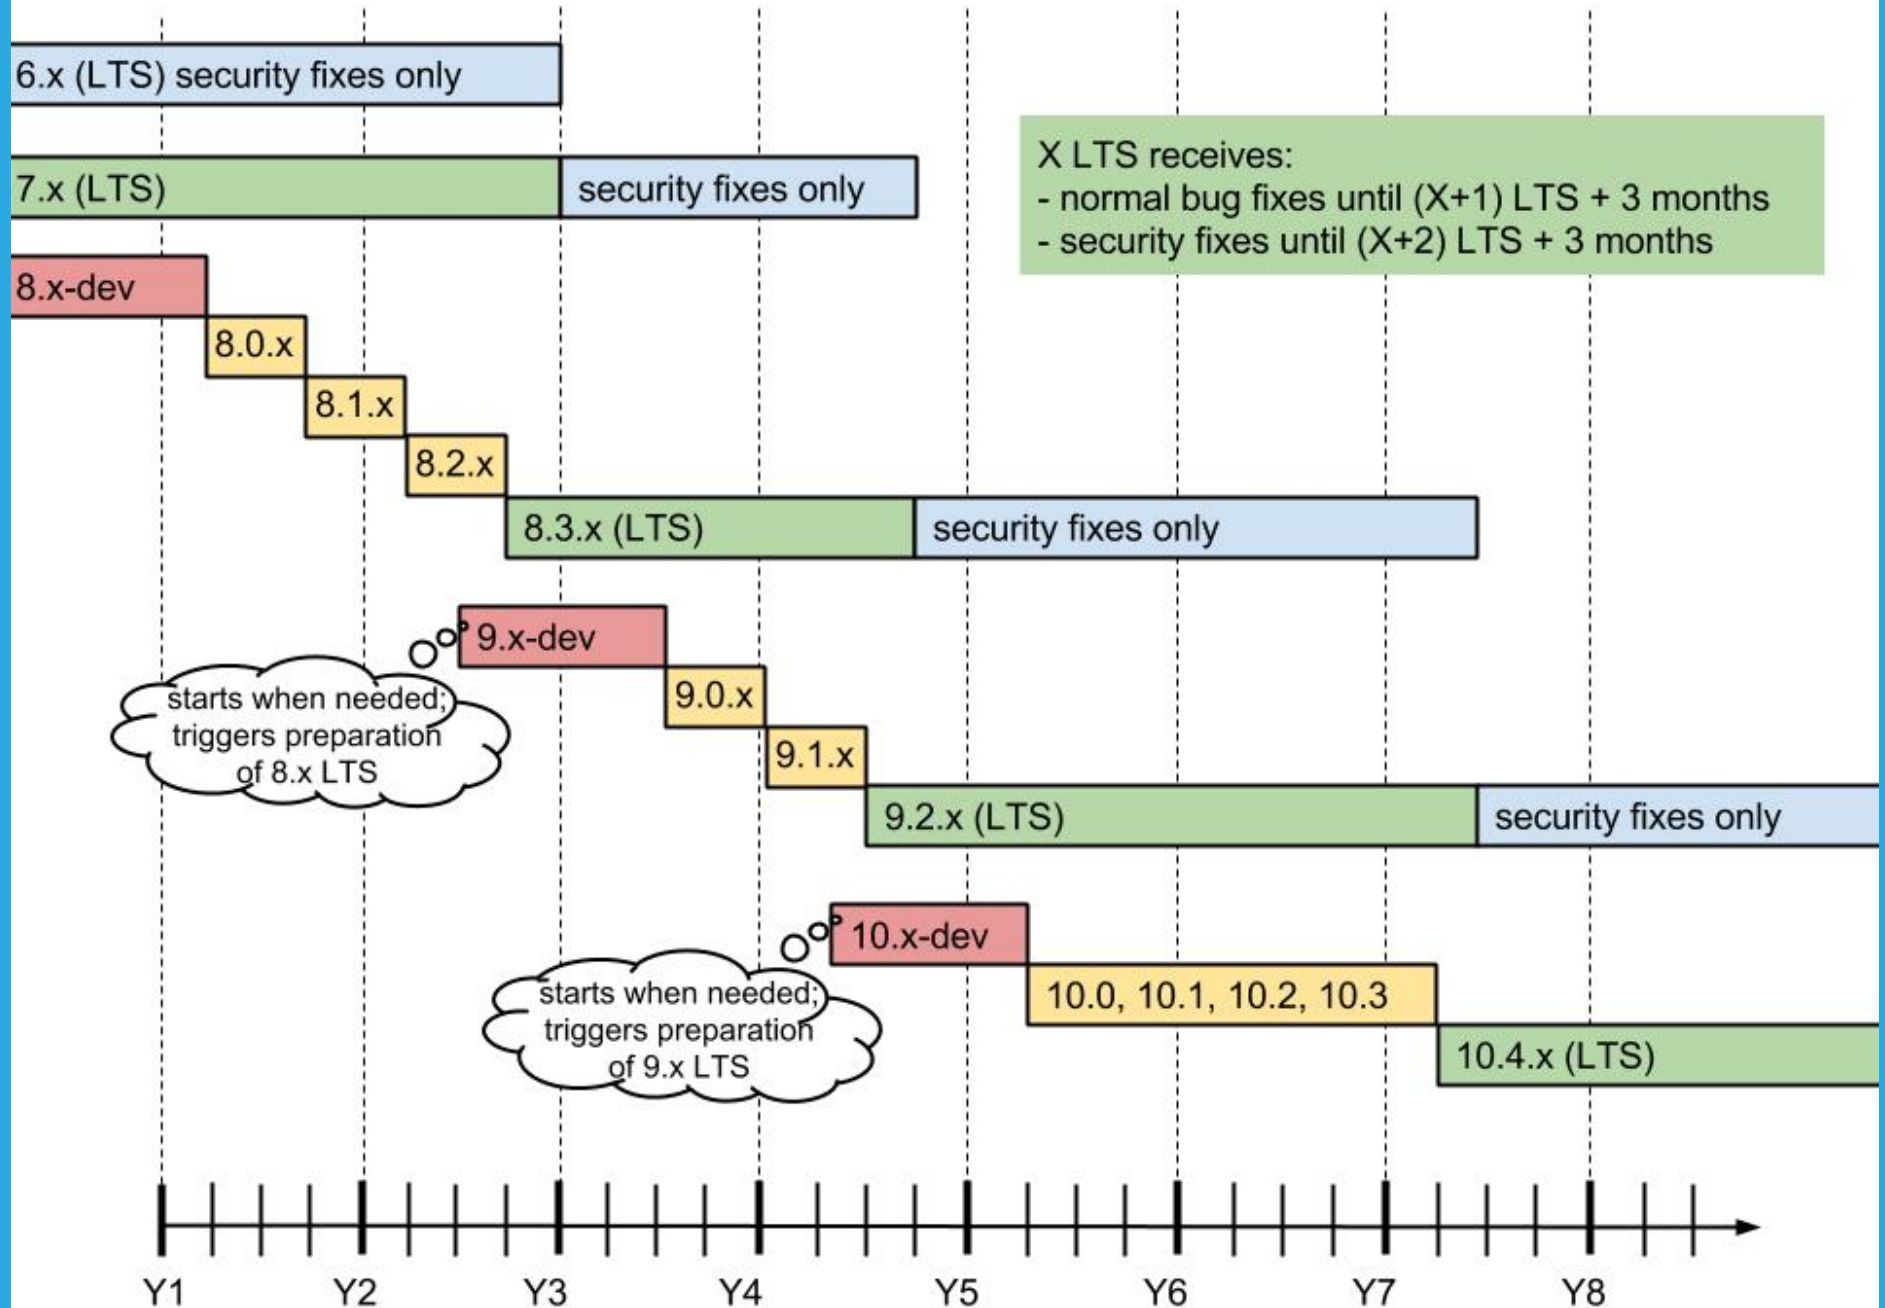 6.x (LTS) security fixes only
7.x (LTS)
security fixes only
X LTS receives:
- normal bug fixes until (X+1) LTS + 3 months
- security fixes until (X+2) LTS + 3 months
8.x-dev
8.0.x
8.1.x
8.2.x
8.3.x (LTS)
security fixes only
9.x-dev
starts when needed;
triggers preparation
of 8.x LTS
9.0.x
9.1.x
9.2.x (LTS)
security fixes only
10.x-dev
starts when needed;
triggers preparation
of 9.x LTS
10.0, 10.1, 10.2, 10.3
10.4.x (LTS)
Y1 Y2 Y3 Y4 Y5 Y6 Y7 Y8